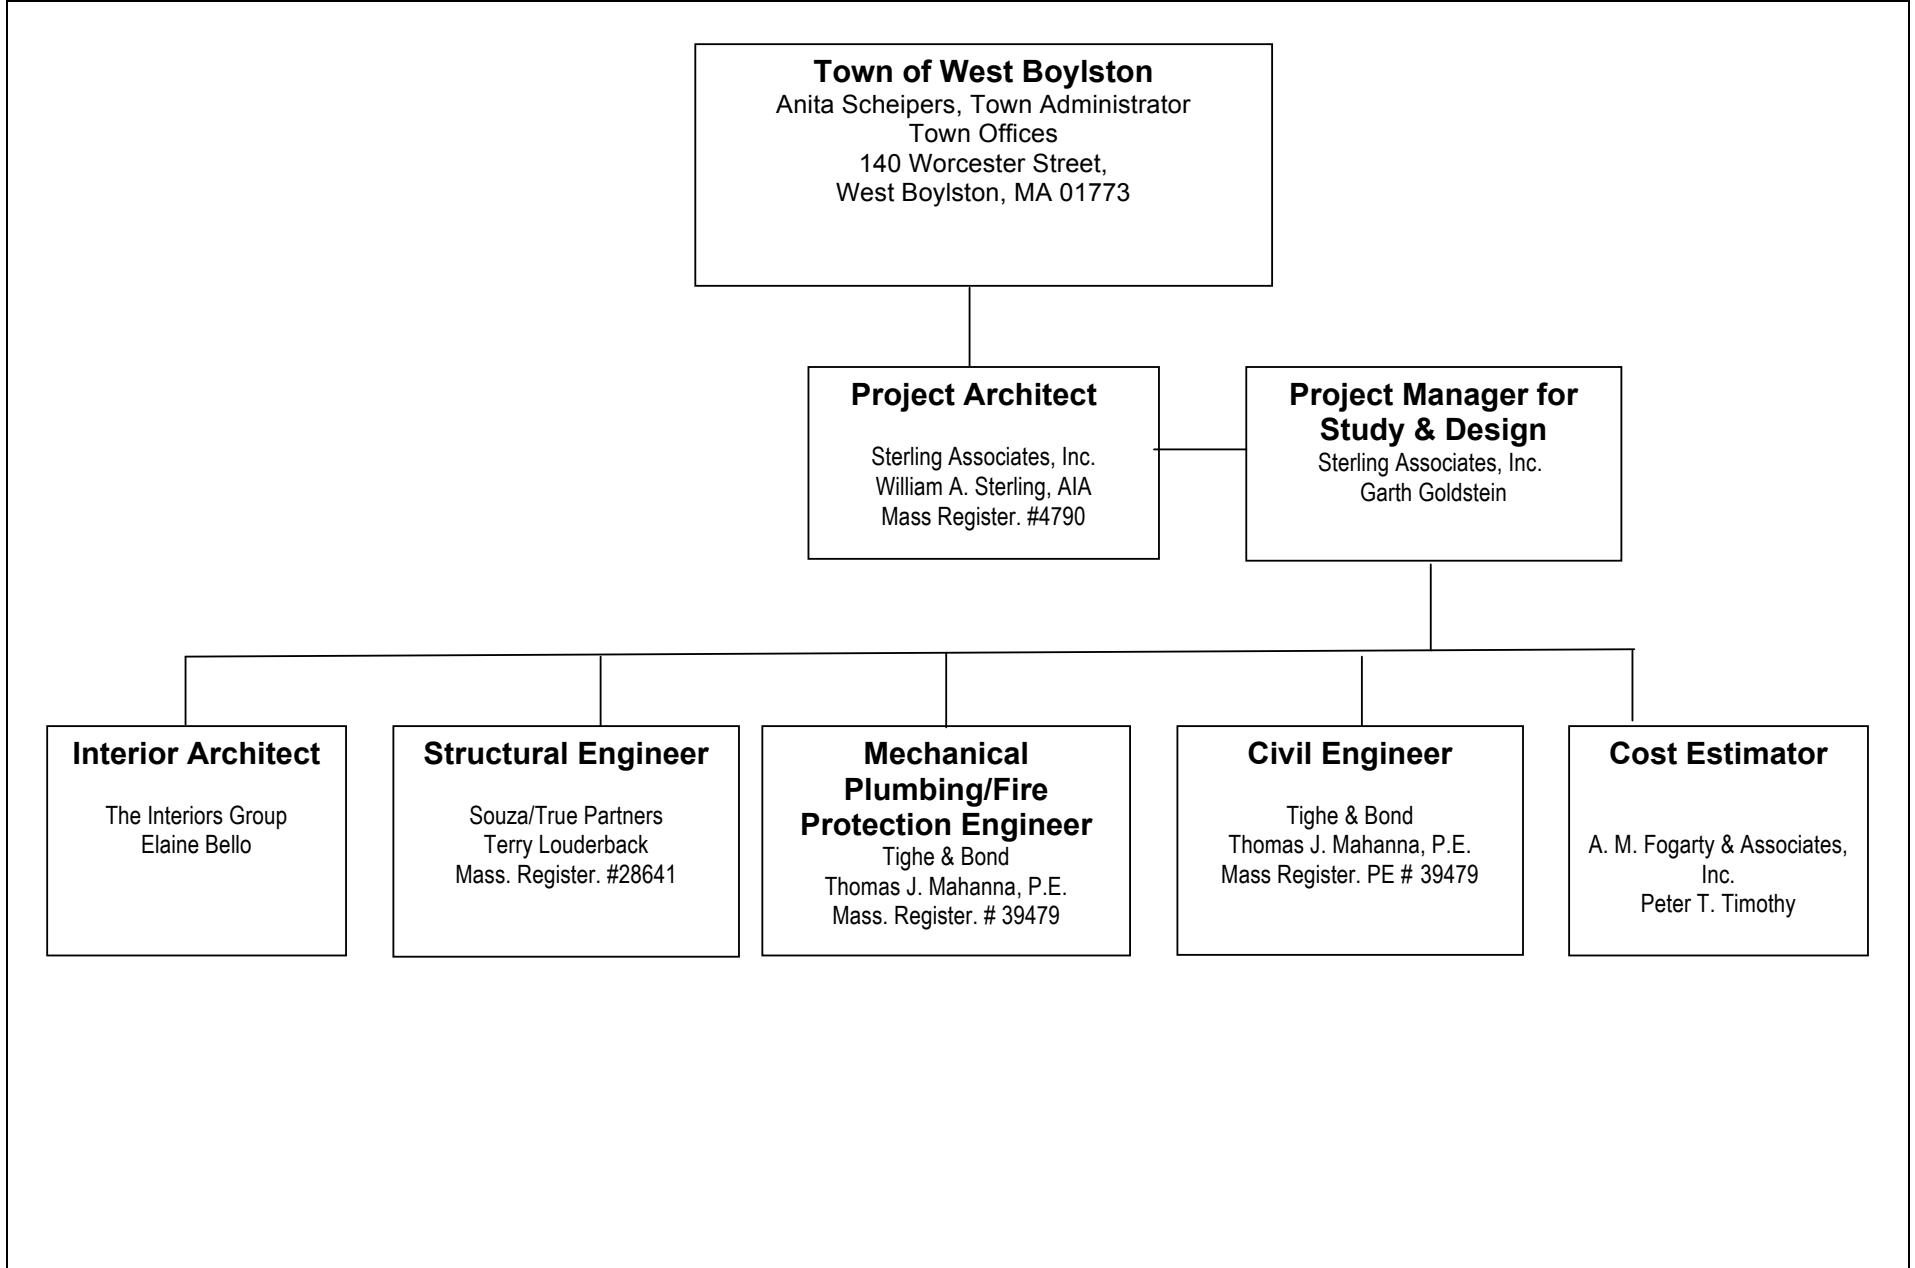 Town of West Boylston
Anita Scheipers, Town Administrator
Town Offices
140 Worcester Street,
West Boylston, MA 01773
Project Architect
Sterling Associates, Inc.
William A. Sterling, AIA
Mass Register. #4790
Project Manager for
Study & Design
Sterling Associates, Inc.
Garth Goldstein
Interior Architect
The Interiors Group
Elaine Bello
Structural Engineer
Souza/True Partners
Terry Louderback
Mass. Register. #28641
Mechanical
Plumbing/Fire
Protection Engineer
Tighe & Bond
Thomas J. Mahanna, P.E.
Mass. Register. # 39479
Civil Engineer
Tighe & Bond
Thomas J. Mahanna, P.E.
Mass Register. PE # 39479
Cost Estimator
A. M. Fogarty & Associates,
Inc.
Peter T. Timothy